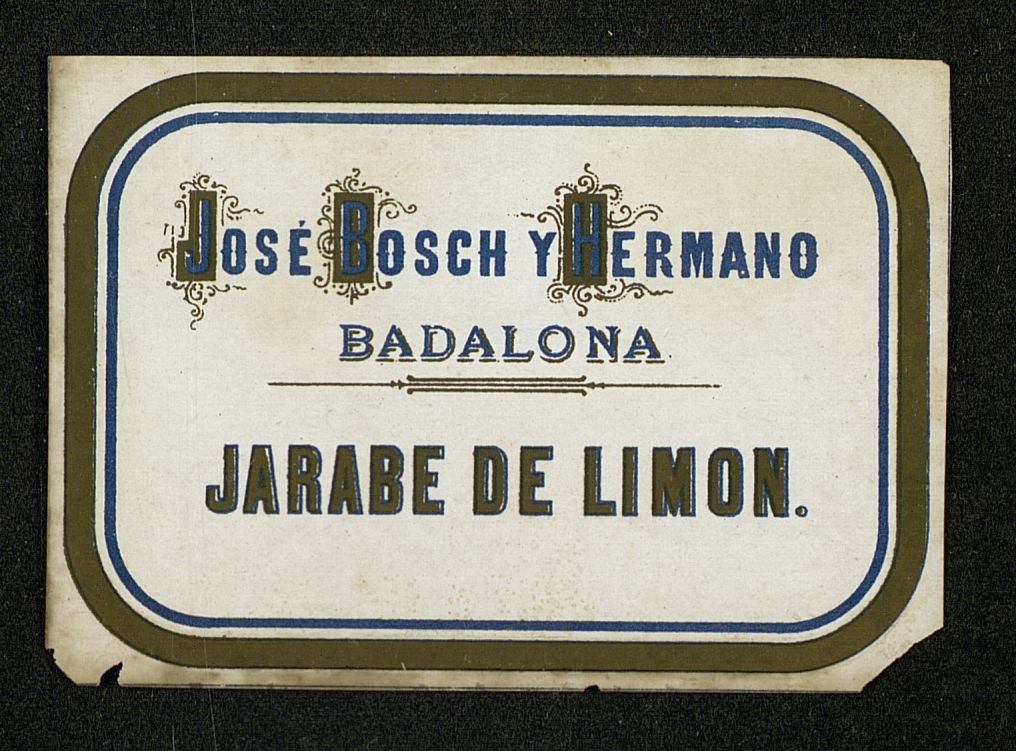 JOSÉ BOSCH Y HERMANO
BADALONA
JARABE DE LIMON.